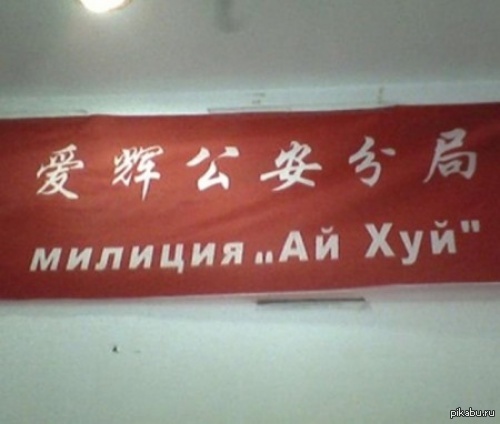 爱辉公安分局
милиция „Ай Хуй"
pikabu.ru